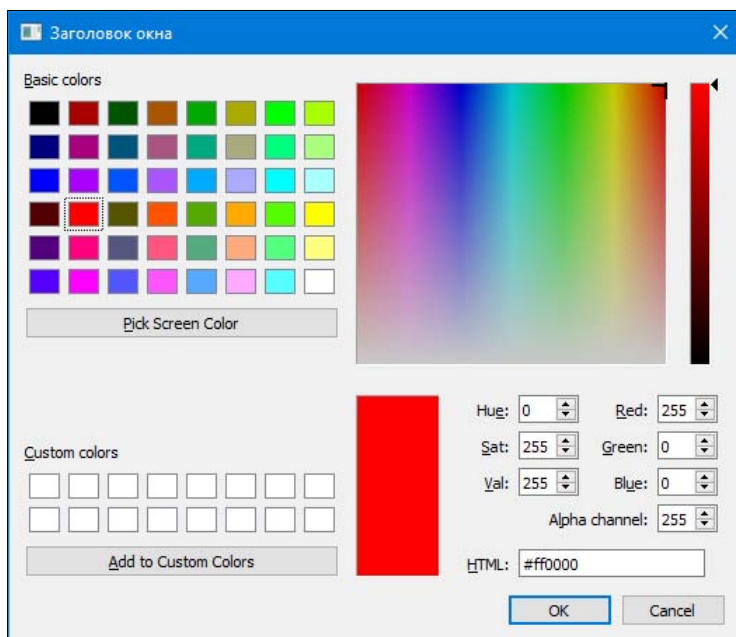 Заголовок окна
Basic colors
Pick Screen Color
Custom colors
Add to Custom Colors
Hue: 0 Red: 255
Sat: 255 Green: 0
Val: 255 Blue: 0
Alpha channel: 255
HTML: #ff0000
OK Cancel